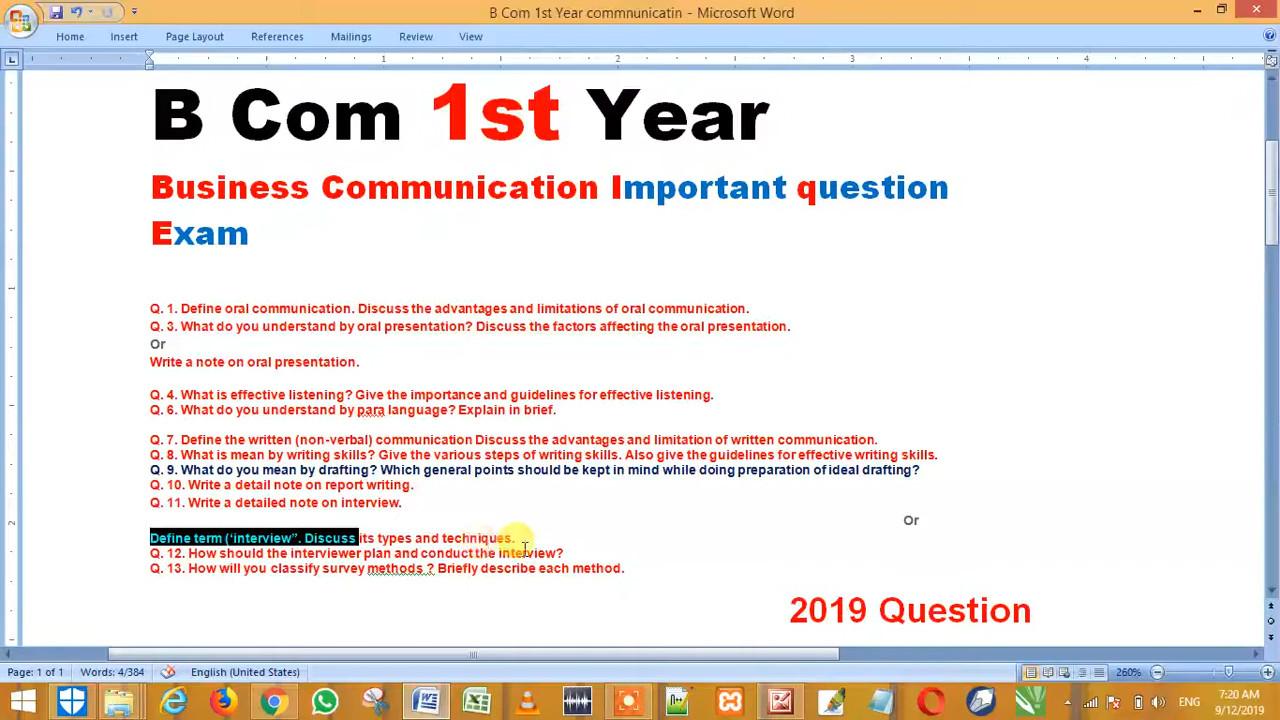 B Com 1st Year commnunicatin - Microsoft Word
Home Insert Page Layout References Mailings Review View
1 2 3 4
B Com 1st Year
Business Communication Important question
Exam
Q. 1. Define oral communication. Discuss the advantages and limitations of oral communication.
Q. 3. What do you understand by oral presentation? Discuss the factors affecting the oral presentation.
Or
Write a note on oral presentation.
Q. 4. What is effective listening? Give the importance and guidelines for effective listening.
Q. 6. What do you understand by para language? Explain in brief.
Q. 7. Define the written (non-verbal) communication Discuss the advantages and limitation of written communication.
Q. 8. What is mean by writing skills? Give the various steps of writing skills. Also give the guidelines for effective writing skills.
Q. 9. What do you mean by drafting? Which general points should be kept in mind while doing preparation of ideal drafting?
Q. 10. Write a detail note on report writing.
Q. 11. Write a detailed note on interview.
Or
Define term (‘interview”. Discuss its types and techniques.
Q. 12. How should the interviewer plan and conduct the interview?
Q. 13. How will you classify survey methods ? Briefly describe each method.
2019 Question
Page: 1 of 1 Words: 4/384 English (United States) 260%
ENG 7:20 AM
9/12/2019